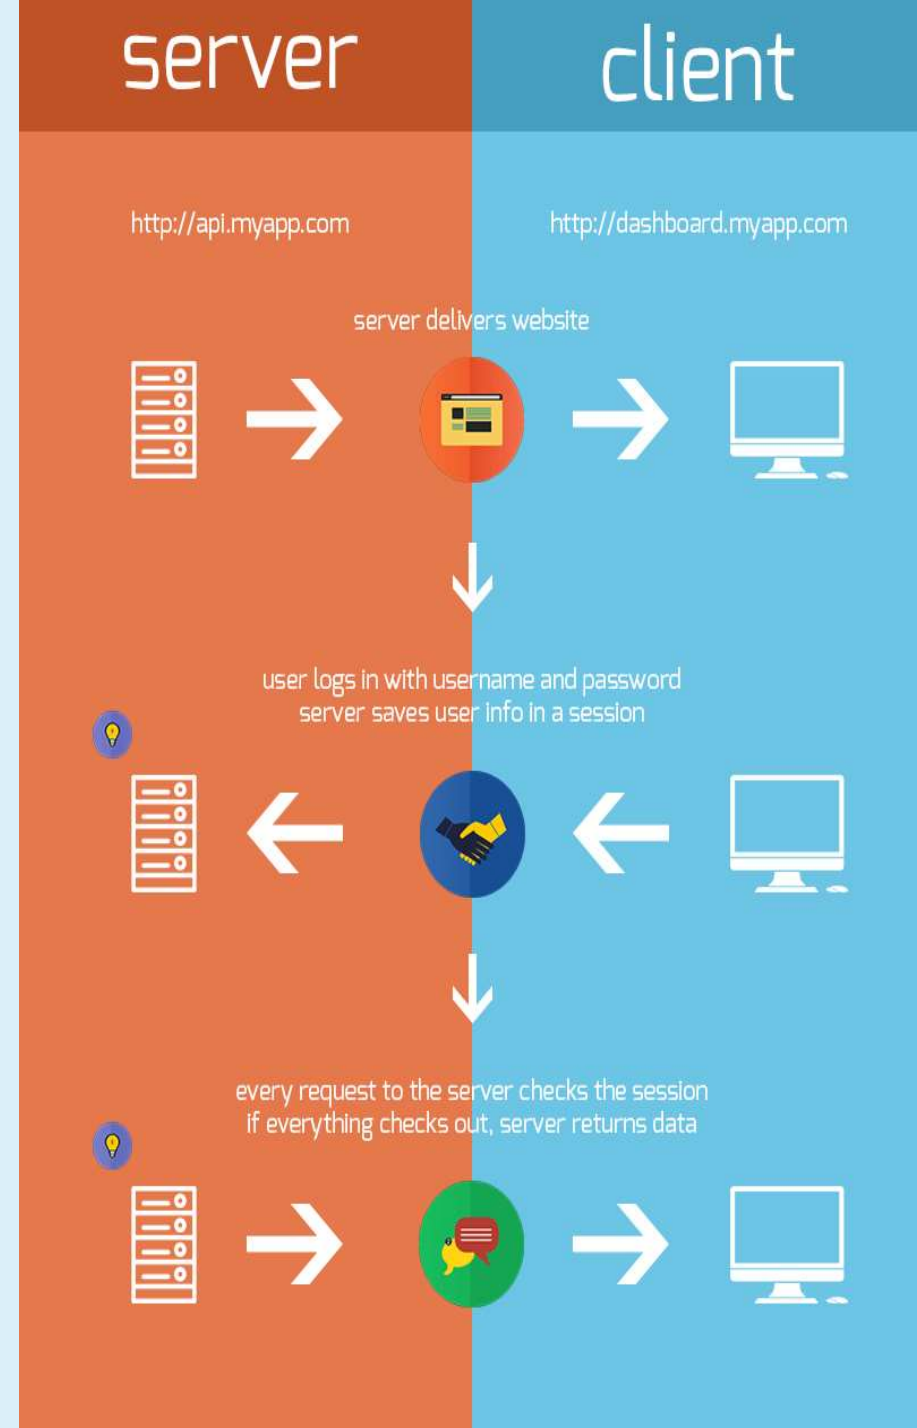 server
client
http://api.myapp.com
http://dashboard.myapp.com
server delivers website
user logs in with username and password
server saves user info in a session
every request to the server checks the session
if everything checks out, server returns data